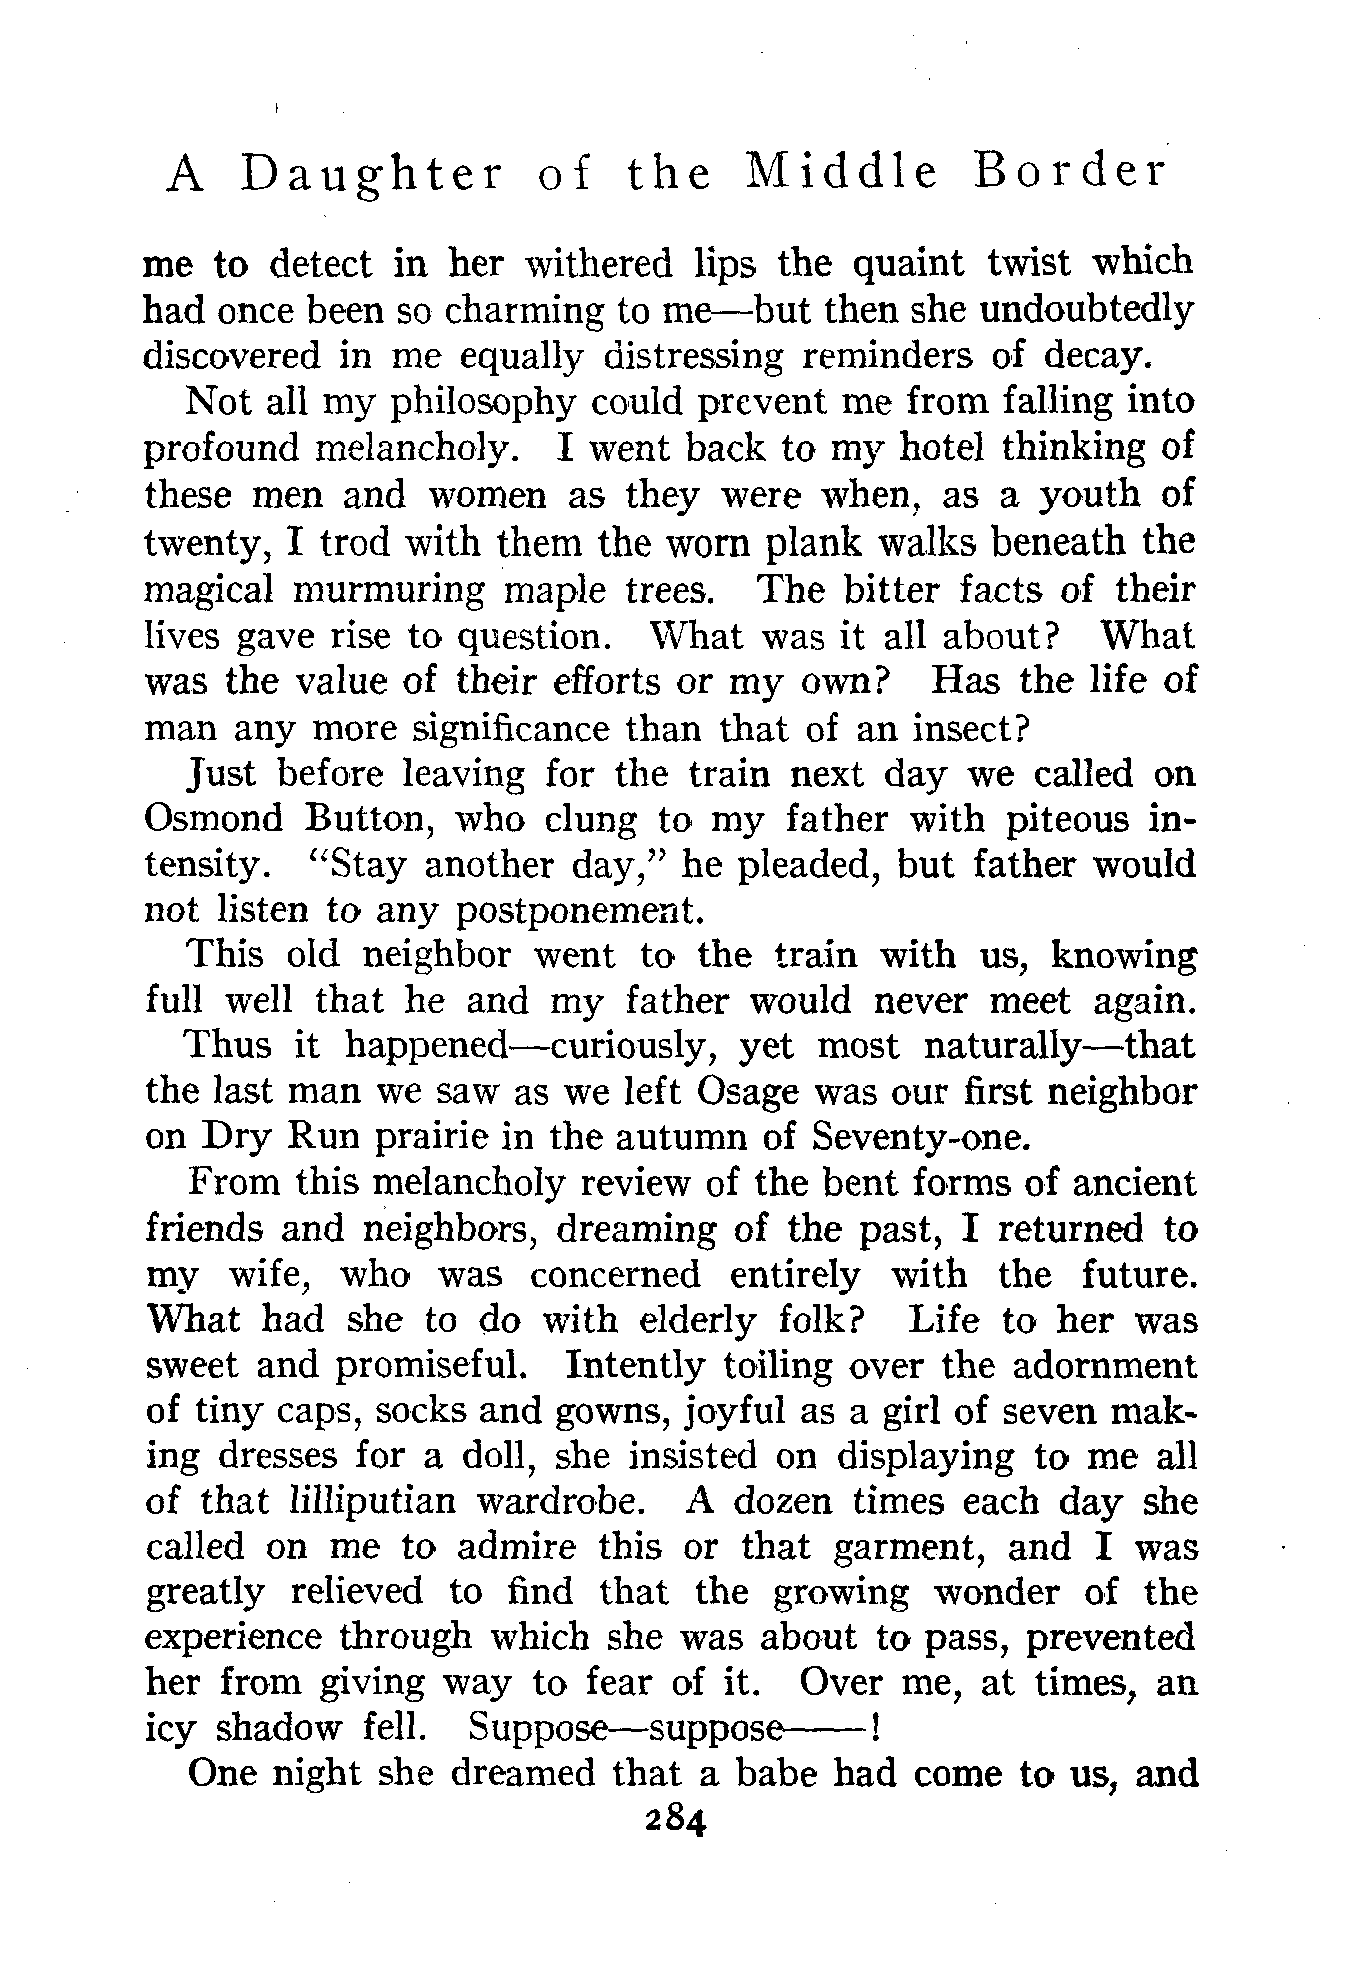 A Daughter of the Middle Border
me to detect in her withered lips the quaint twist which
had once been so charming to me—but then she undoubtedly
discovered in me equally distressing reminders of decay.
Not all my philosophy could prevent me from falling into
profound melancholy. I went back to my hotel thinking of
these men and women as they were when, as a youth of
twenty, I trod with them the worn plank walks beneath the
magical murmuring maple trees. The bitter facts of their
lives gave rise to question. What was it all about? What
was the value of their efforts or my own? Has the life of
man any more significance than that of an insect?
Just before leaving for the train next day we called on
Osmond Button, who clung to my father with piteous in-
tensity. “Stay another day,” he pleaded, but father would
not listen to any postponement.
This old neighbor went to the train with us, knowing
full well that he and my father would never meet again.
Thus it happened—curiously, yet most naturally—that
the last man we saw as we left Osage was our first neighbor
on Dry Run prairie in the autumn of Seventy-one.
From this melancholy review of the bent forms of ancient
friends and neighbors, dreaming of the past, I returned to
my wife, who was concerned entirely with the future.
What had she to do with elderly folk? Life to her was
sweet and promiseful. Intently toiling over the adornment
of tiny caps, socks and gowns, joyful as a girl of seven mak-
ing dresses for a doll, she insisted on displaying to me all
of that lilliputian wardrobe. A dozen times each day she
called on me to admire this or that garment, and I was
greatly relieved to find that the growing wonder of the
experience through which she was about to pass, prevented
her from giving way to fear of it. Over me, at times, an
icy shadow fell. Suppose—suppose——!
One night she dreamed that a babe had come to us, and
284